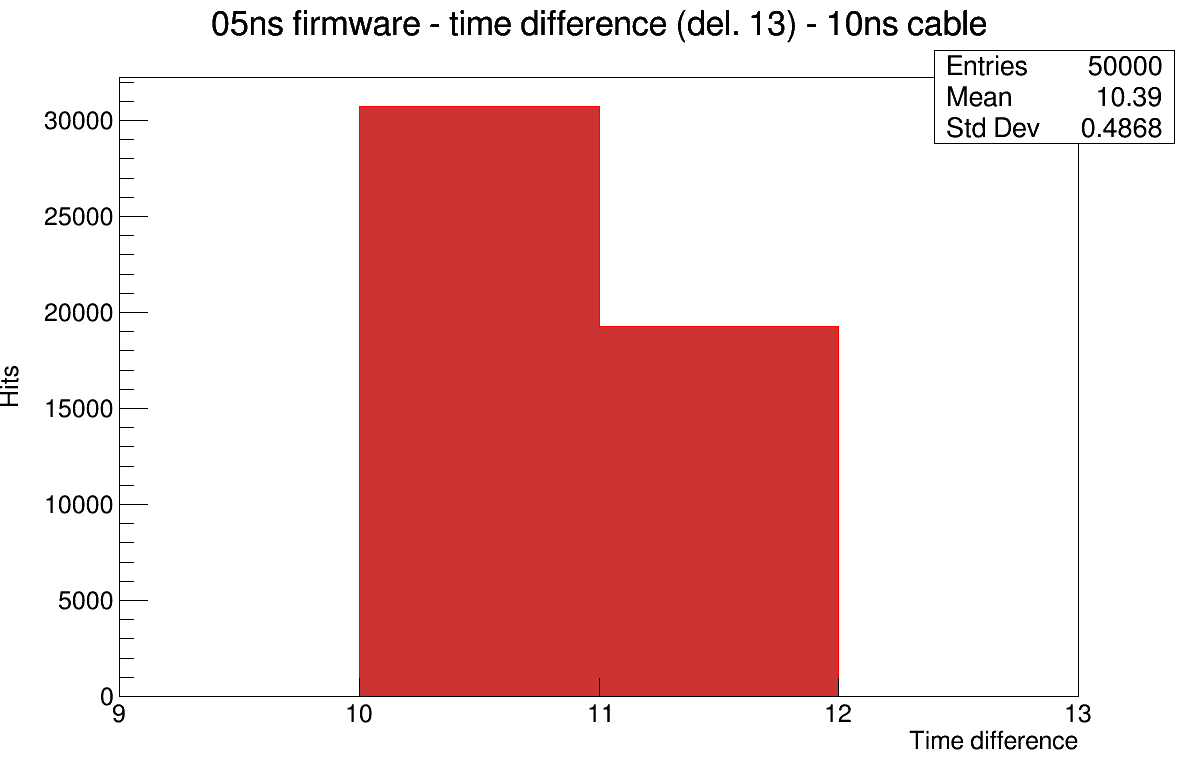 05ns firmware - time difference (del. 13) - 10ns cable
Entries 50000
Mean 10.39
Std Dev 0.4868
30000
25000
20000
15000
10000
5000
0
Hits
9 10 11 12 13
Time difference